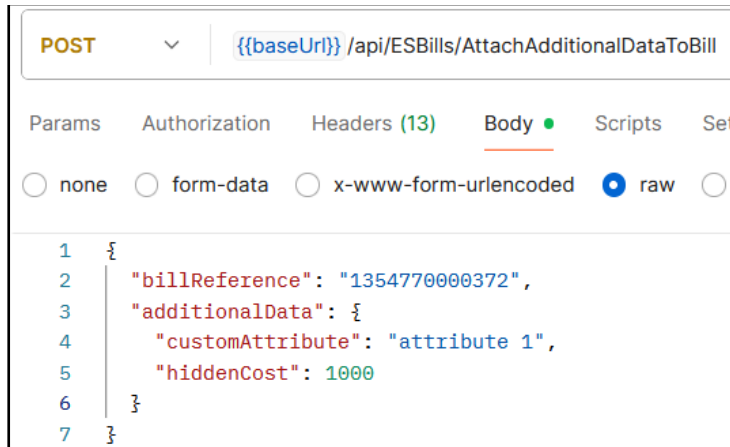 POST {{baseUrl}} /api/ESBills/AttachAdditionalDataToBill
Params Authorization Headers (13) Body Scripts
none form-data x-www-form-urlencoded raw
1 {
2 "billReference": "1354770000372",
3 "additionalData": {
4 "customAttribute": "attribute 1",
5 "hiddenCost": 1000
6 }
7 }